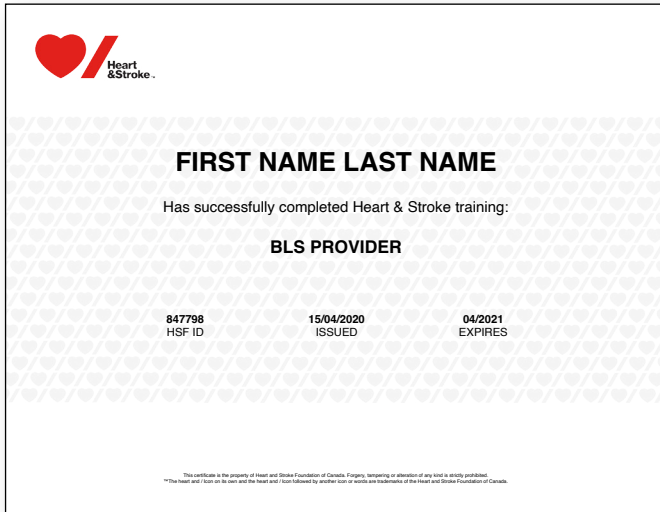 Heart
&Stroke™
FIRST NAME LAST NAME
Has successfully completed Heart & Stroke training:
BLS PROVIDER
847798 15/04/2020 04/2021
HSF ID ISSUED EXPIRES
This certificate is the property of Heart and Stroke Foundation of Canada. Forgery, tampering or alteration of any kind is strictly prohibited.
™The heart and / Icon on its own and the heart and / Icon followed by another icon or words are trademarks of the Heart and Stroke Foundation of Canada.